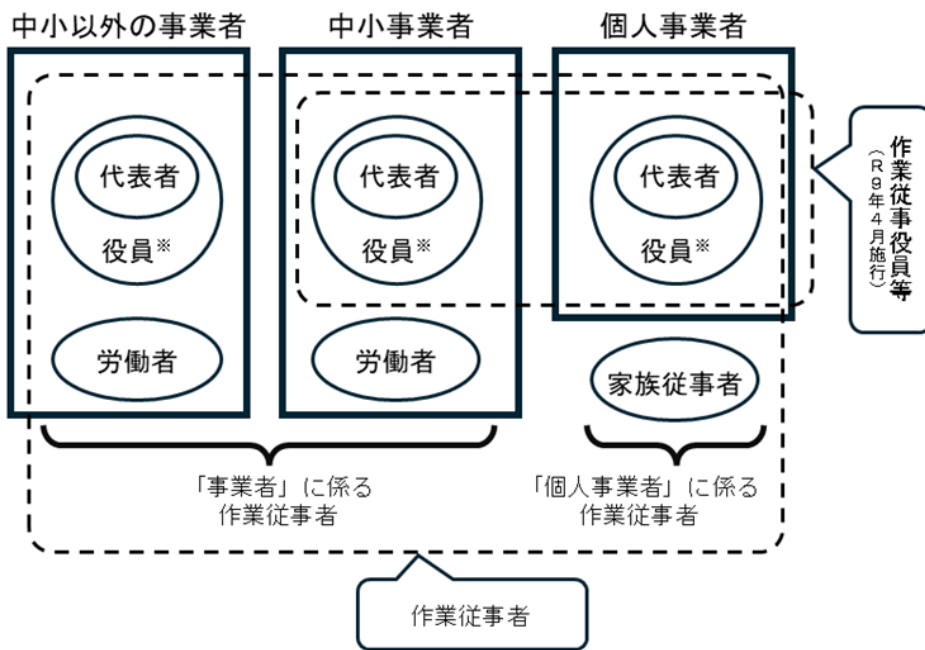 中小以外の事業者
中小事業者
個人事業者
代表者
役員※
労働者
代表者
役員※
労働者
代表者
役員※
家族従事者
作業従事役員等
(R9年4月施行)
「事業者」に係る
作業従事者
「個人事業者」に係る
作業従事者
作業従事者